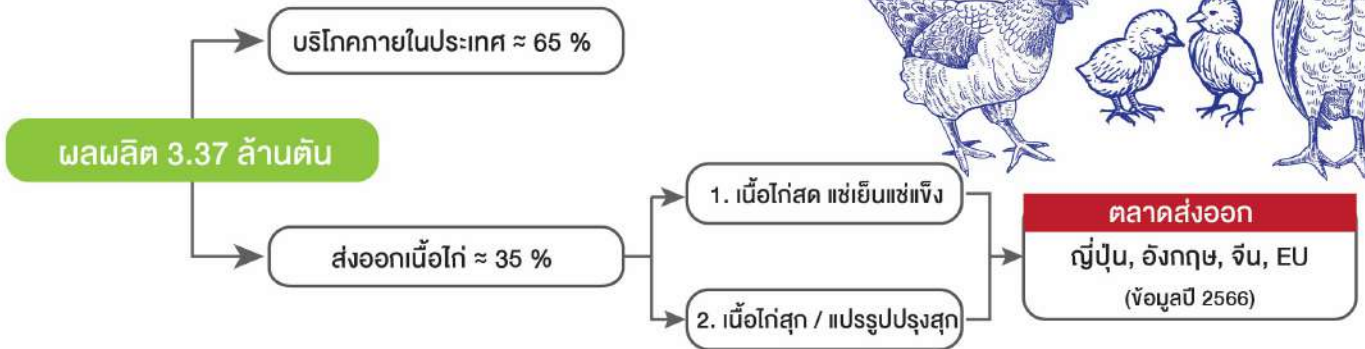 บริโภคภายในประเทศ ≈ 65 %
ผลผลิต 3.37 ล้านตัน
ส่งออกเนื้อไก่ ≈ 35 %
1. เนื้อไก่สด แช่เย็นแช่แข็ง
2. เนื้อไก่สุก / แปรรูปปรุงสุก
ตลาดส่งออก
ญี่ปุ่น, อังกฤษ, จีน, EU
(ข้อมูลปี 2566)